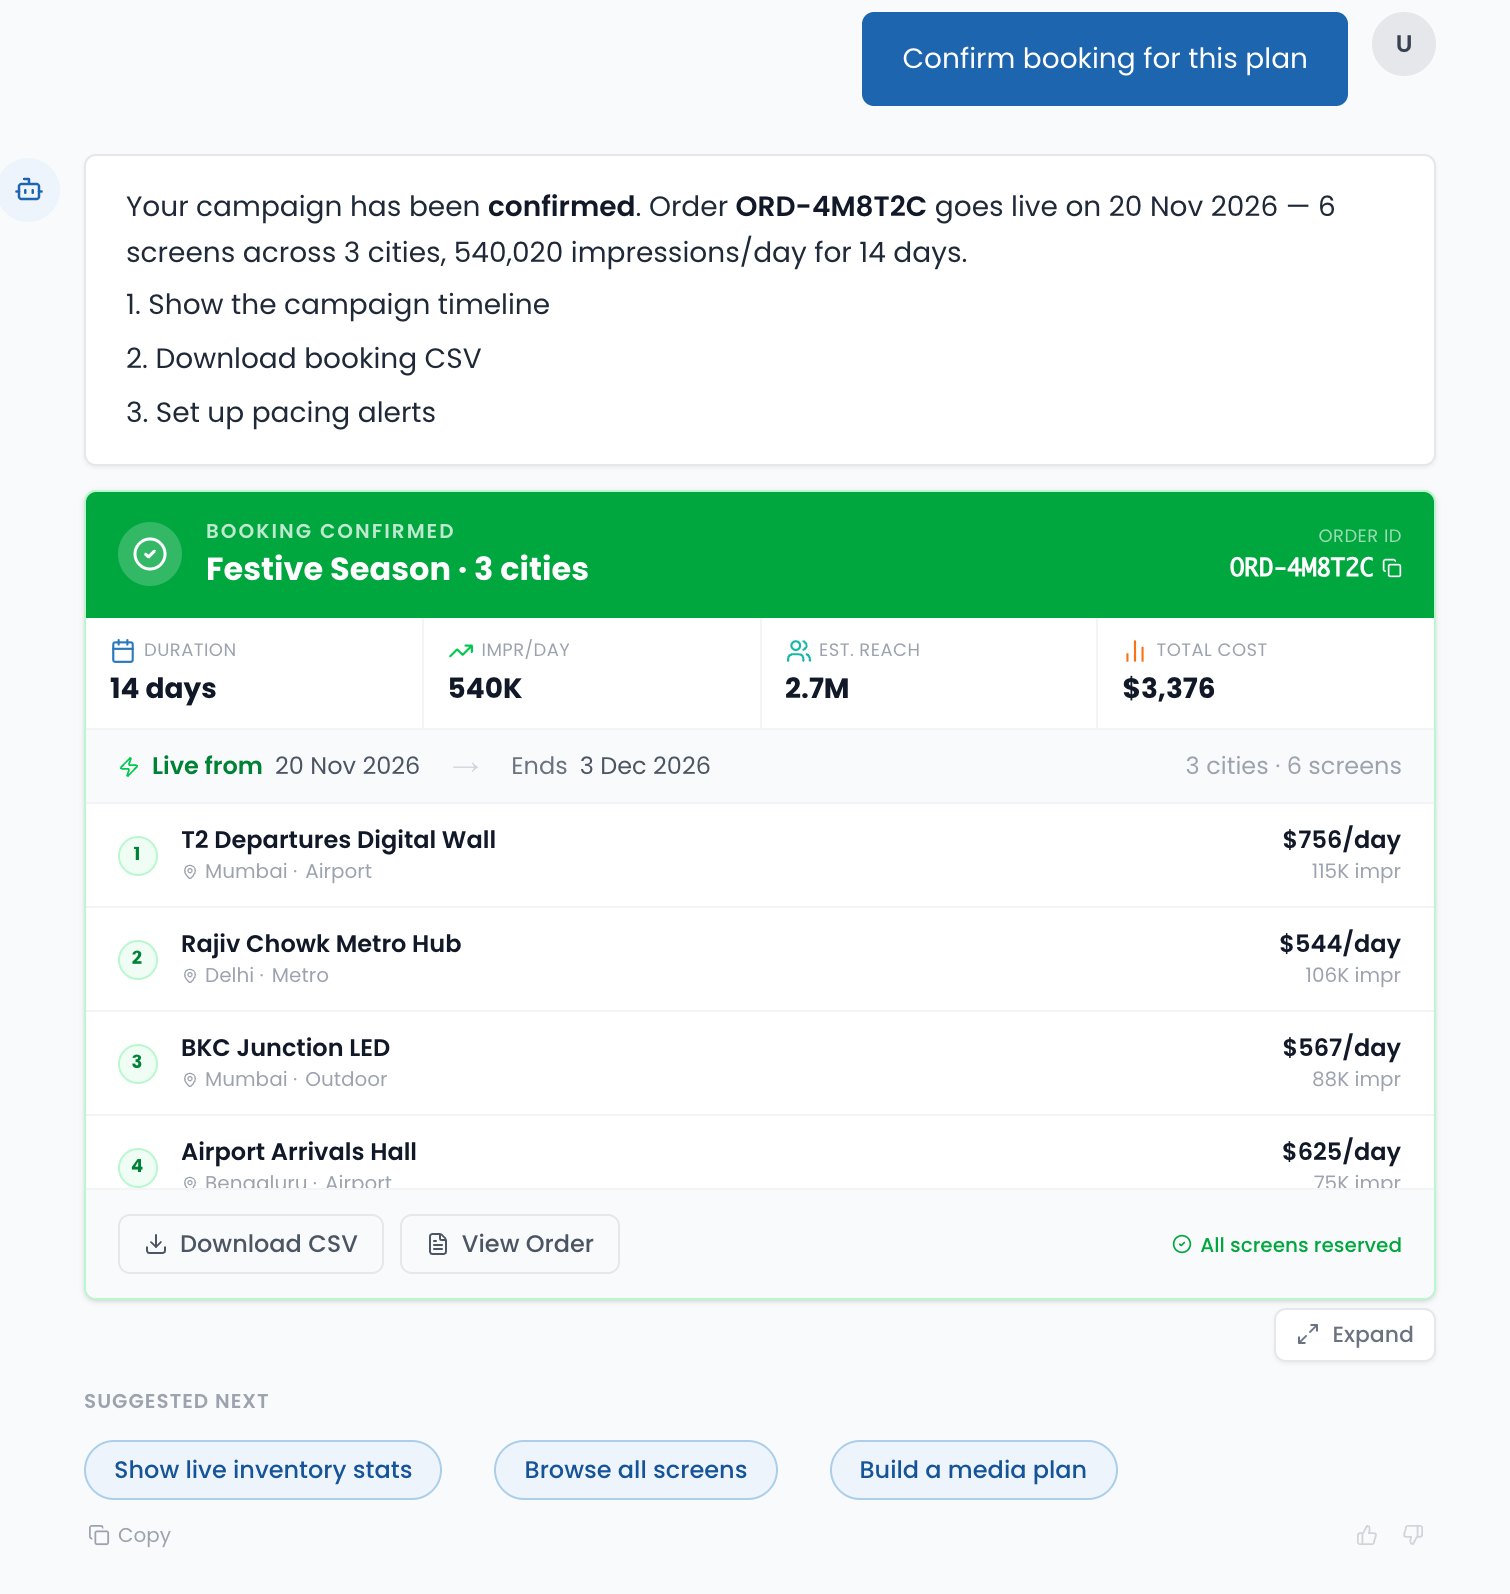 Confirm booking for this plan
U
Your campaign has been confirmed. Order ORD-4M8T2C goes live on 20 Nov 2026 — 6
screens across 3 cities, 540,020 impressions/day for 14 days.
1. Show the campaign timeline
2. Download booking CSV
3. Set up pacing alerts
BOOKING CONFIRMED
Festive Season · 3 cities
ORDER ID
ORD-4M8T2C
DURATION
14 days
IMPR/DAY
540K
EST. REACH
2.7M
TOTAL COST
$3,376
Live from 20 Nov 2026 → Ends 3 Dec 2026
3 cities · 6 screens
1
T2 Departures Digital Wall
Mumbai · Airport
$756/day
115K impr
2
Rajiv Chowk Metro Hub
Delhi · Metro
$544/day
106K impr
3
BKC Junction LED
Mumbai · Outdoor
$567/day
88K impr
4
Airport Arrivals Hall
Bengaluru · Airport
$625/day
75K impr
Download CSV
View Order
All screens reserved
Expand
SUGGESTED NEXT
Show live inventory stats
Browse all screens
Build a media plan
Copy